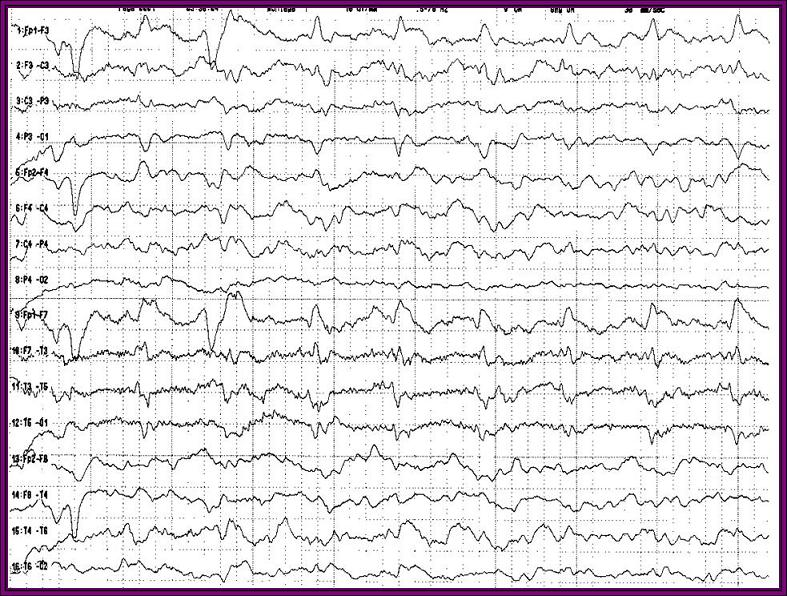 1:Fp1-F3
2:F3 -C3
3:C3 -P3
4:P3 -O1
5:Fp2-F4
6:F4 -C4
7:C4 -P4
8:P4 -O2
9:Fp1-F7
10:F7 -T3
11:T3 -T5
12:T5 -O1
13:Fp2-F8
14:F8 -T4
15:T4 -T6
16:T6 -O2